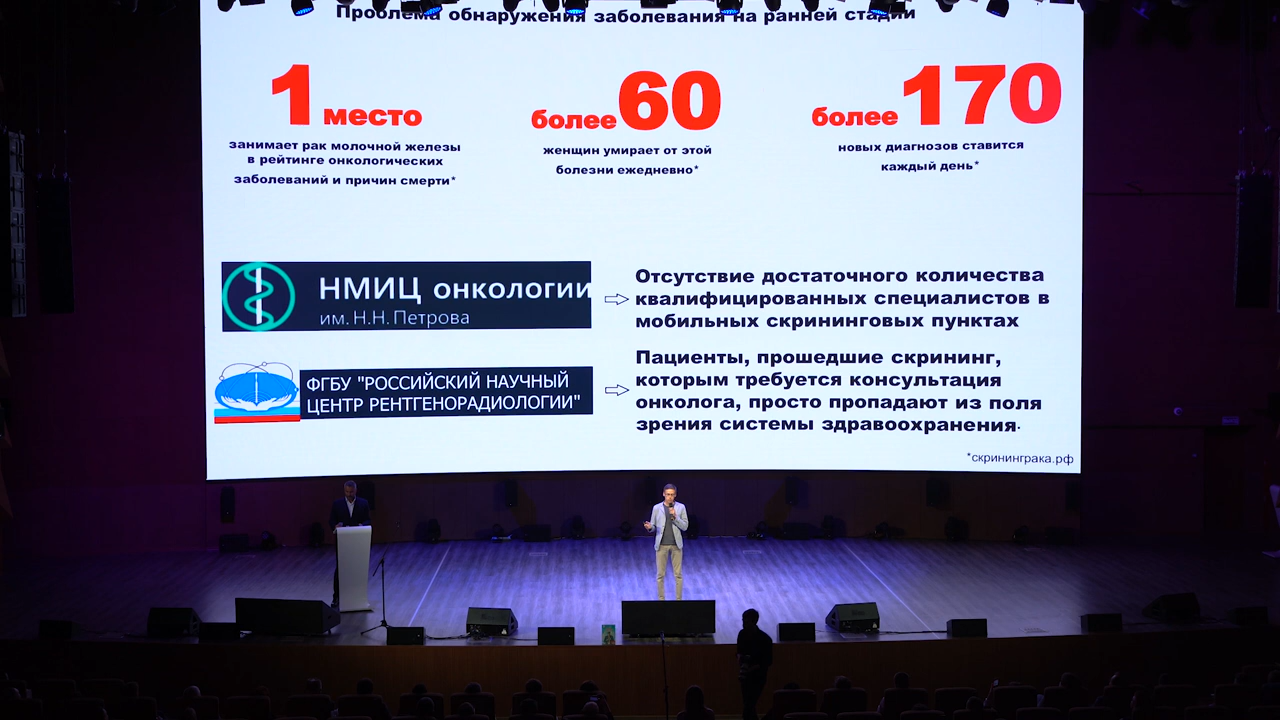 Проблема обнаружения заболевания на ранней стадии
1 место
занимает рак молочной железы
в рейтинге онкологических
заболеваний и причин смерти*
более 60
женщин умирает от этой
болезни ежедневно*
более 170
новых диагнозов ставится
каждый день*
НМИЦ онкологии
им. Н.Н. Петрова
Отсутствие достаточного количества
квалифицированных специалистов в
мобильных скрининговых пунктах
ФГБУ "РОССИЙСКИЙ НАУЧНЫЙ
ЦЕНТР РЕНТГЕНОРАДИОЛОГИИ"
Пациенты, прошедшие скрининг,
которым требуется консультация
онколога, просто пропадают из поля
зрения системы здравоохранения.
*скрининграка.рф